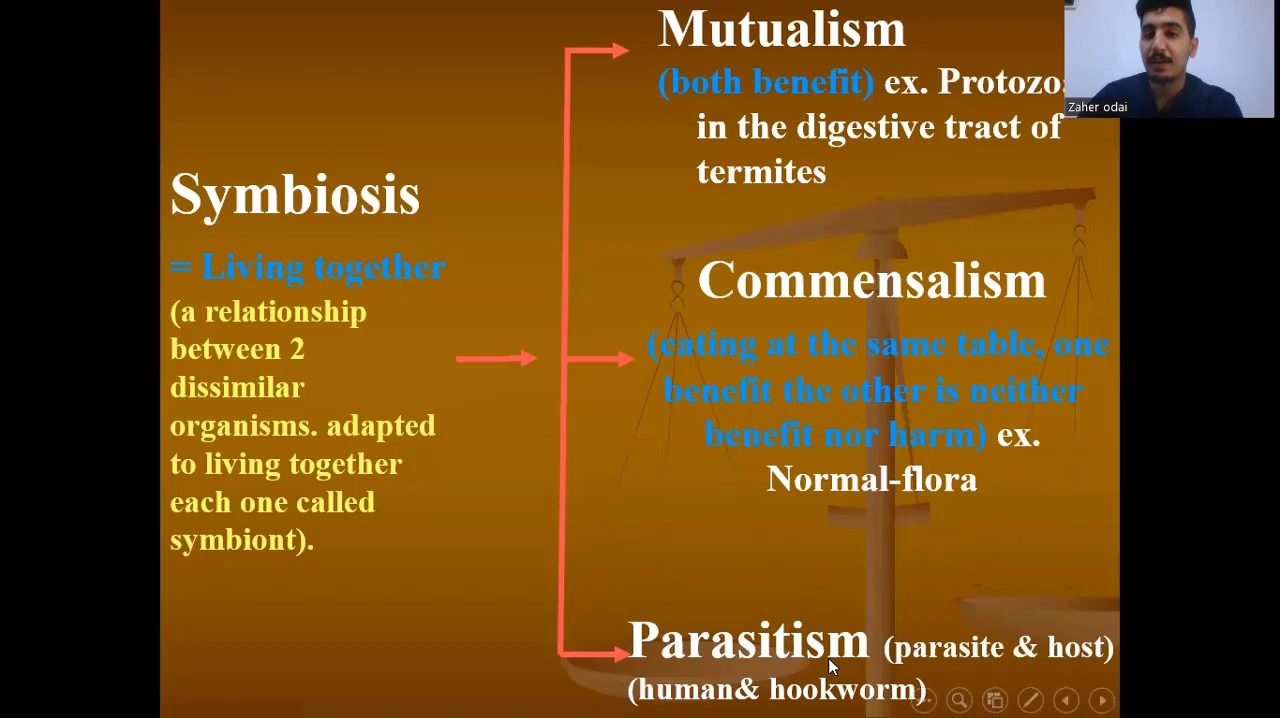 Symbiosis
= Living together
(a relationship
between 2
dissimilar
organisms. adapted
to living together
each one called
symbiont).
Mutualism
(both benefit) ex.
in the digestive tract of
termites
Commensalism
(eating at the same table, one
benefit the other is neither
benefit nor harm) ex.
Normal-flora
Parasitism (parasite & host)
(human& hookworm)
Zaher odai